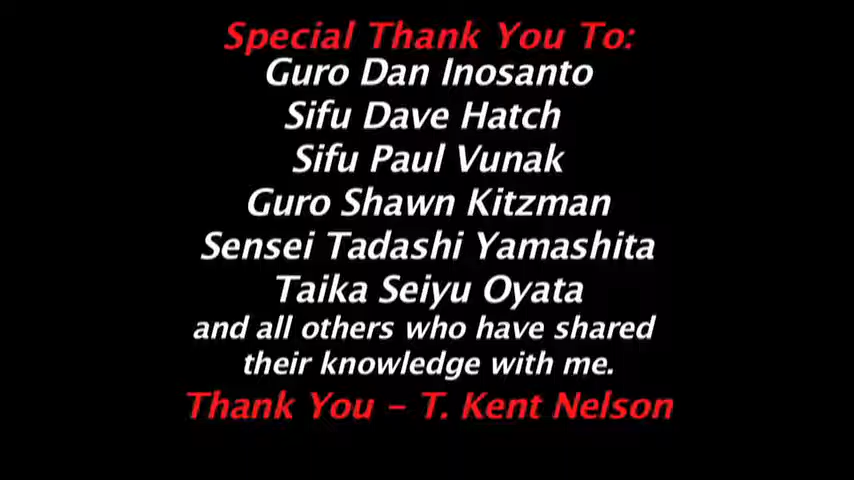 Special Thank You To:
Guro Dan Inosanto
Sifu Dave Hatch
Sifu Paul Vunak
Guro Shawn Kitzman
Sensei Tadashi Yamashita
Taika Seiyu Oyata
and all others who have shared
their knowledge with me.
Thank You - T. Kent Nelson